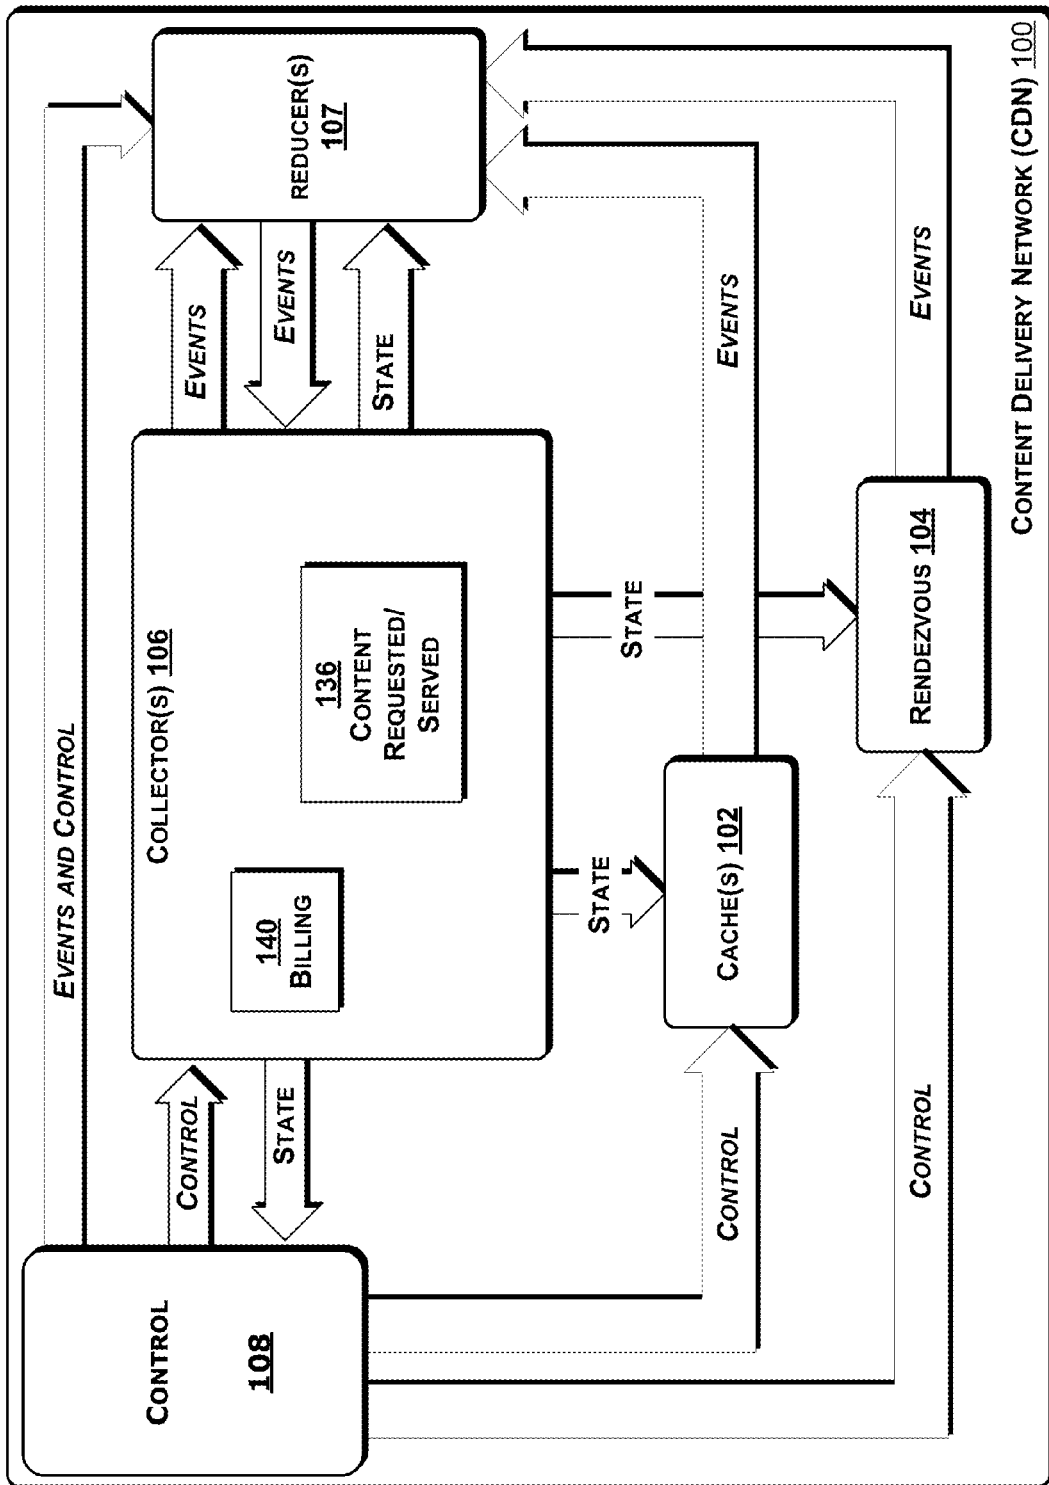 EVENTS AND CONTROL
CONTROL
108
CONTROL
STATE
COLLECTOR(S) 106
140
BILLING
136
CONTENT
REQUESTED/
SERVED
EVENTS
EVENTS
STATE
REDUCER(S)
107
STATE
STATE
CACHE(S) 102
EVENTS
CONTROL
RENDEZVOUS 104
EVENTS
CONTROL
CONTENT DELIVERY NETWORK (CDN) 100